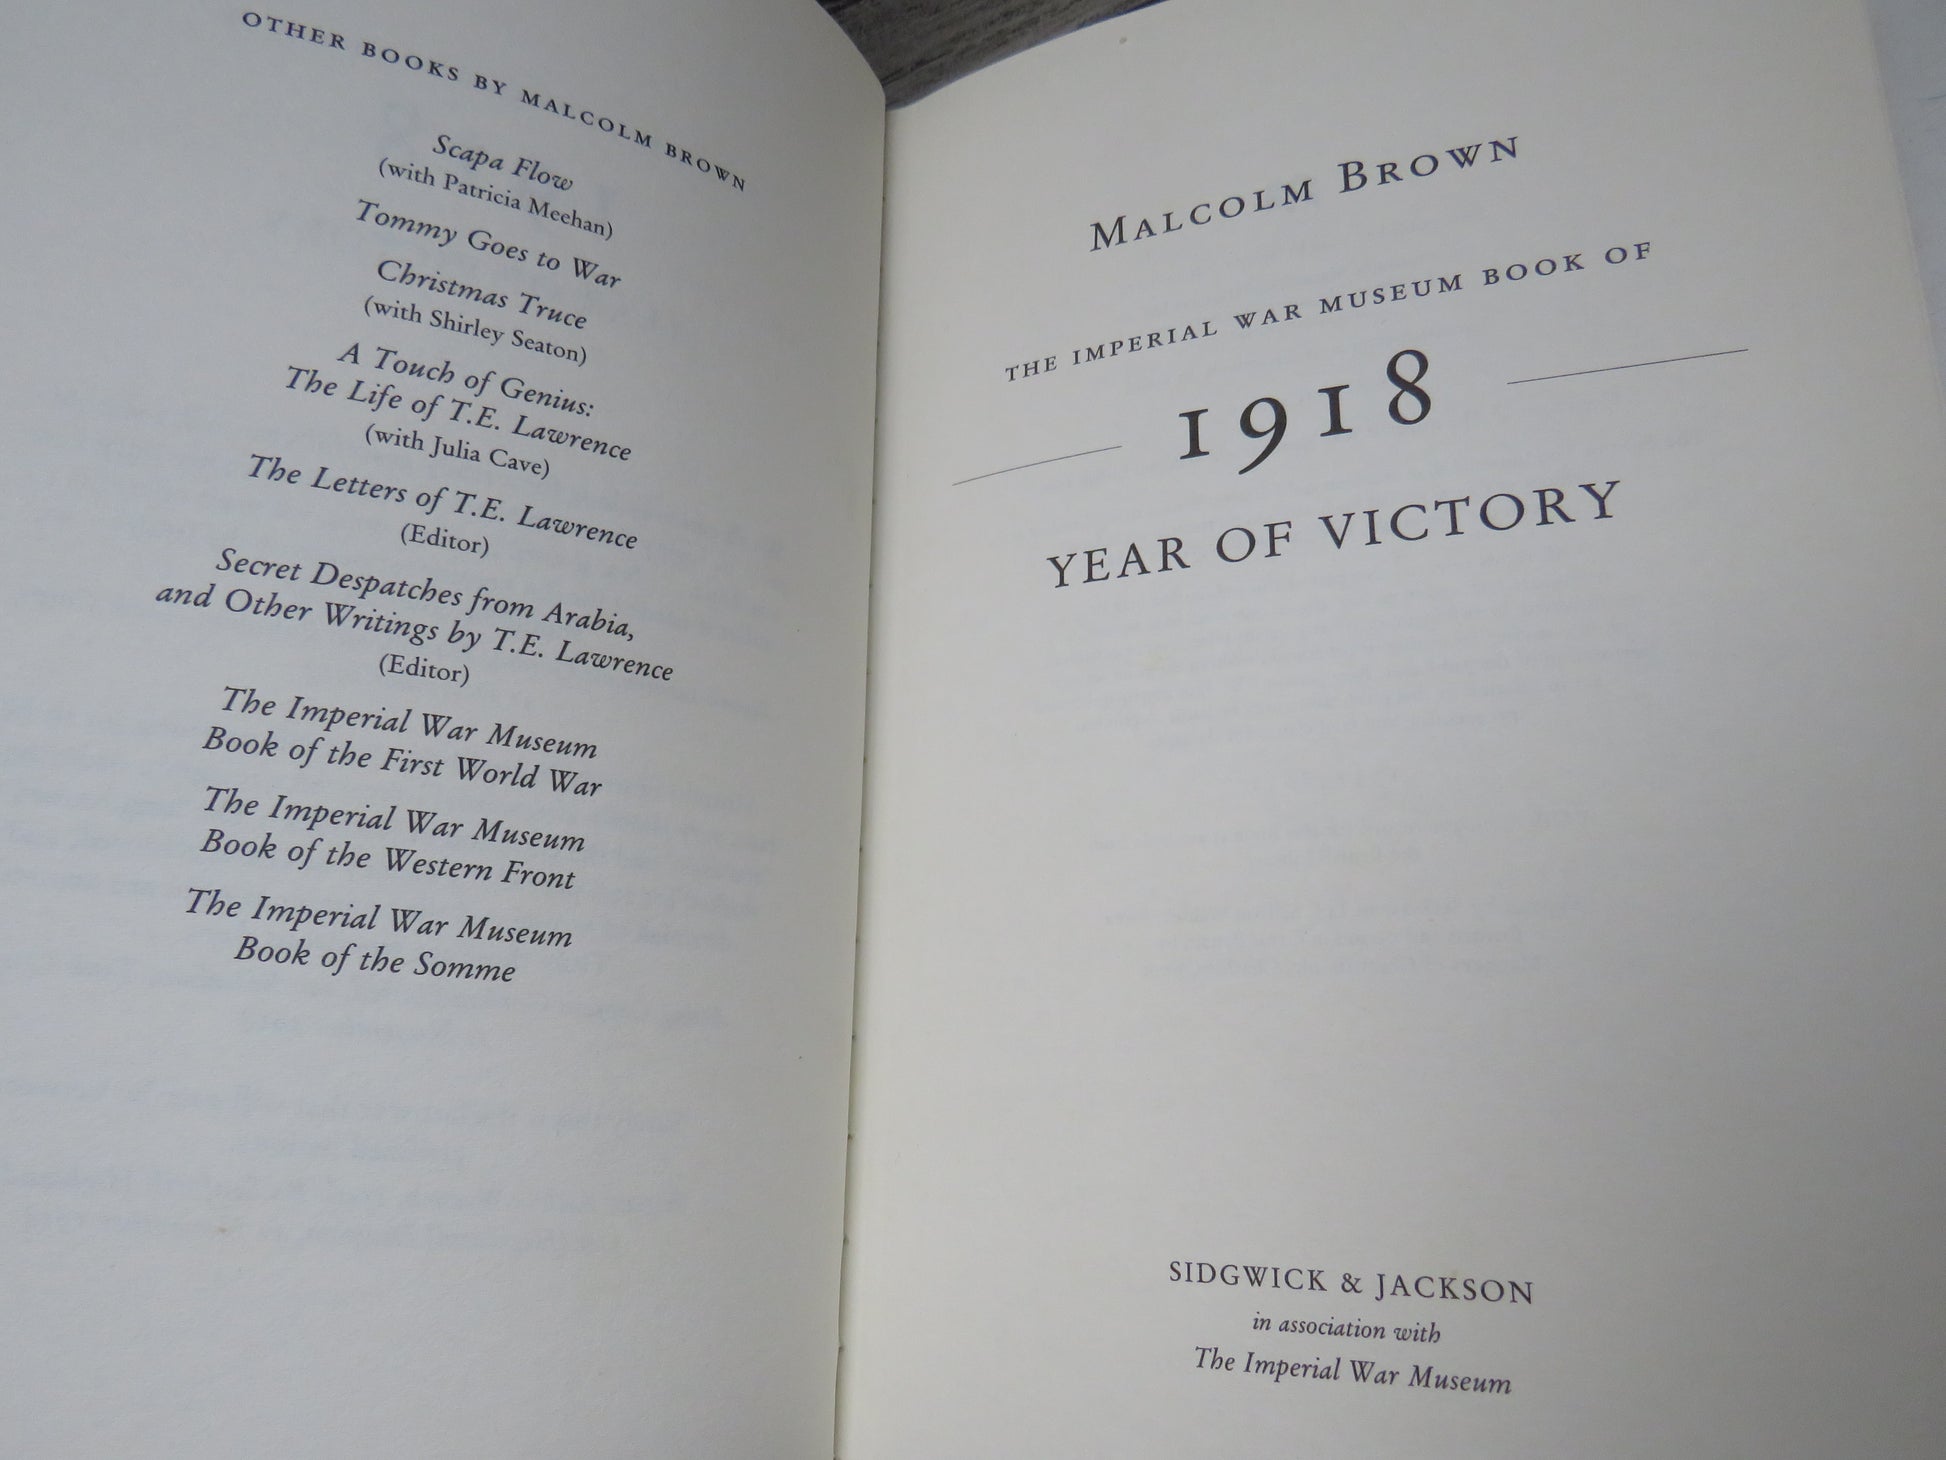 OTHER BOOKS BY MALCOLM BROWN
Scapa Flow
(with Patricia Meehan)
Tommy Goes to War
Christmas Truce
(with Shirley Seaton)
A Touch of Genius:
The Life of T.E. Lawrence
(with Julia Cave)
The Letters of T.E. Lawrence
(Editor)
Secret Despatches from Arabia,
and Other Writings by T.E. Lawrence
(Editor)
The Imperial War Museum
Book of the First World War
The Imperial War Museum
Book of the Western Front
The Imperial War Museum
Book of the Somme
MALCOLM BROWN
THE IMPERIAL WAR MUSEUM BOOK OF
1918
YEAR OF VICTORY
SIDGWICK & JACKSON
in association with
The Imperial War Museum